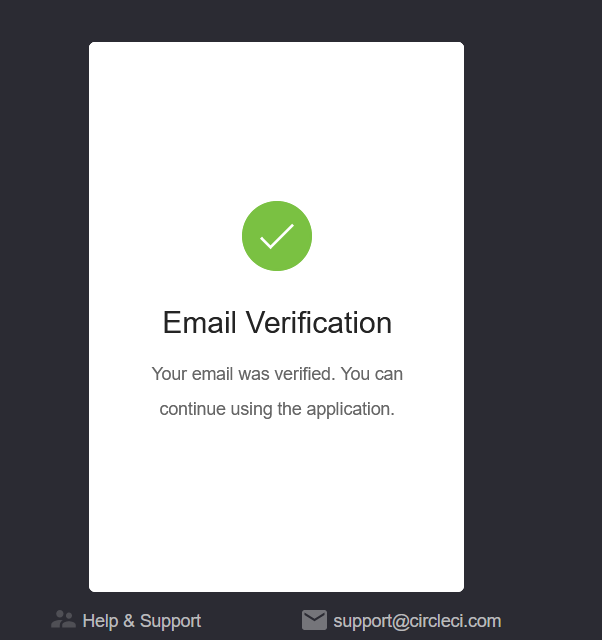 Email Verification
Your email was verified. You can
continue using the application.
Help & Support
support@circleci.com